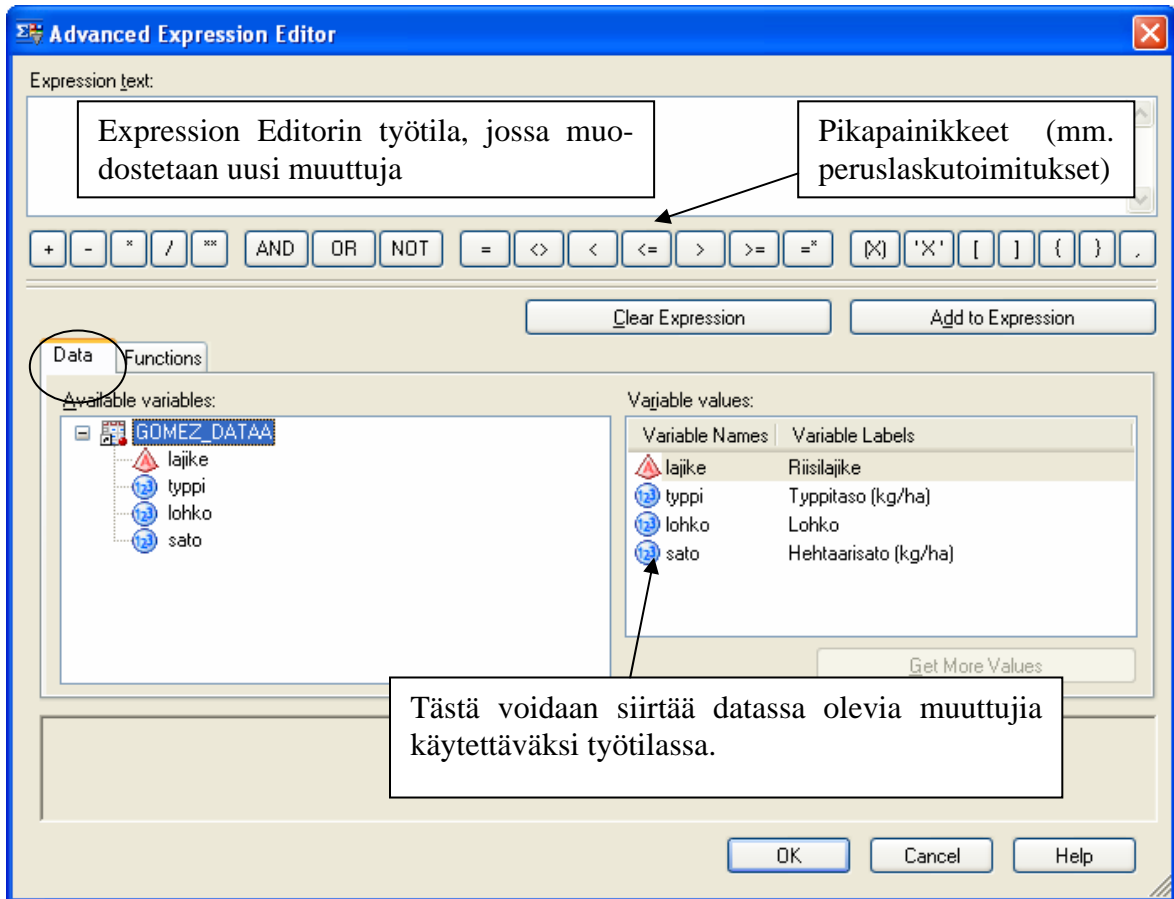 Advanced Expression Editor
Expression text:
Expression Editorin työtila, jossa muo-
dostetaan uusi muuttuja
Pikapainikkeet (mm.
peruslaskutoimitukset)
+ - * / ** AND OR NOT = <> < <= > >= =* (X) 'X' [ ] { } ,
Clear Expression Add to Expression
Data Functions
Available variables:
GOMEZ_DATAA
lajike
typpi
lohko
sato
Variable values:
Variable Names Variable Labels
lajike Riisilajike
typpi Typpitaso (kg/ha)
lohko Lohko
sato Hehtaarisato (kg/ha)
Get More Values
Tästä voidaan siirtää datassa olevia muuttujia
käytettäväksi työtilassa.
OK Cancel Help